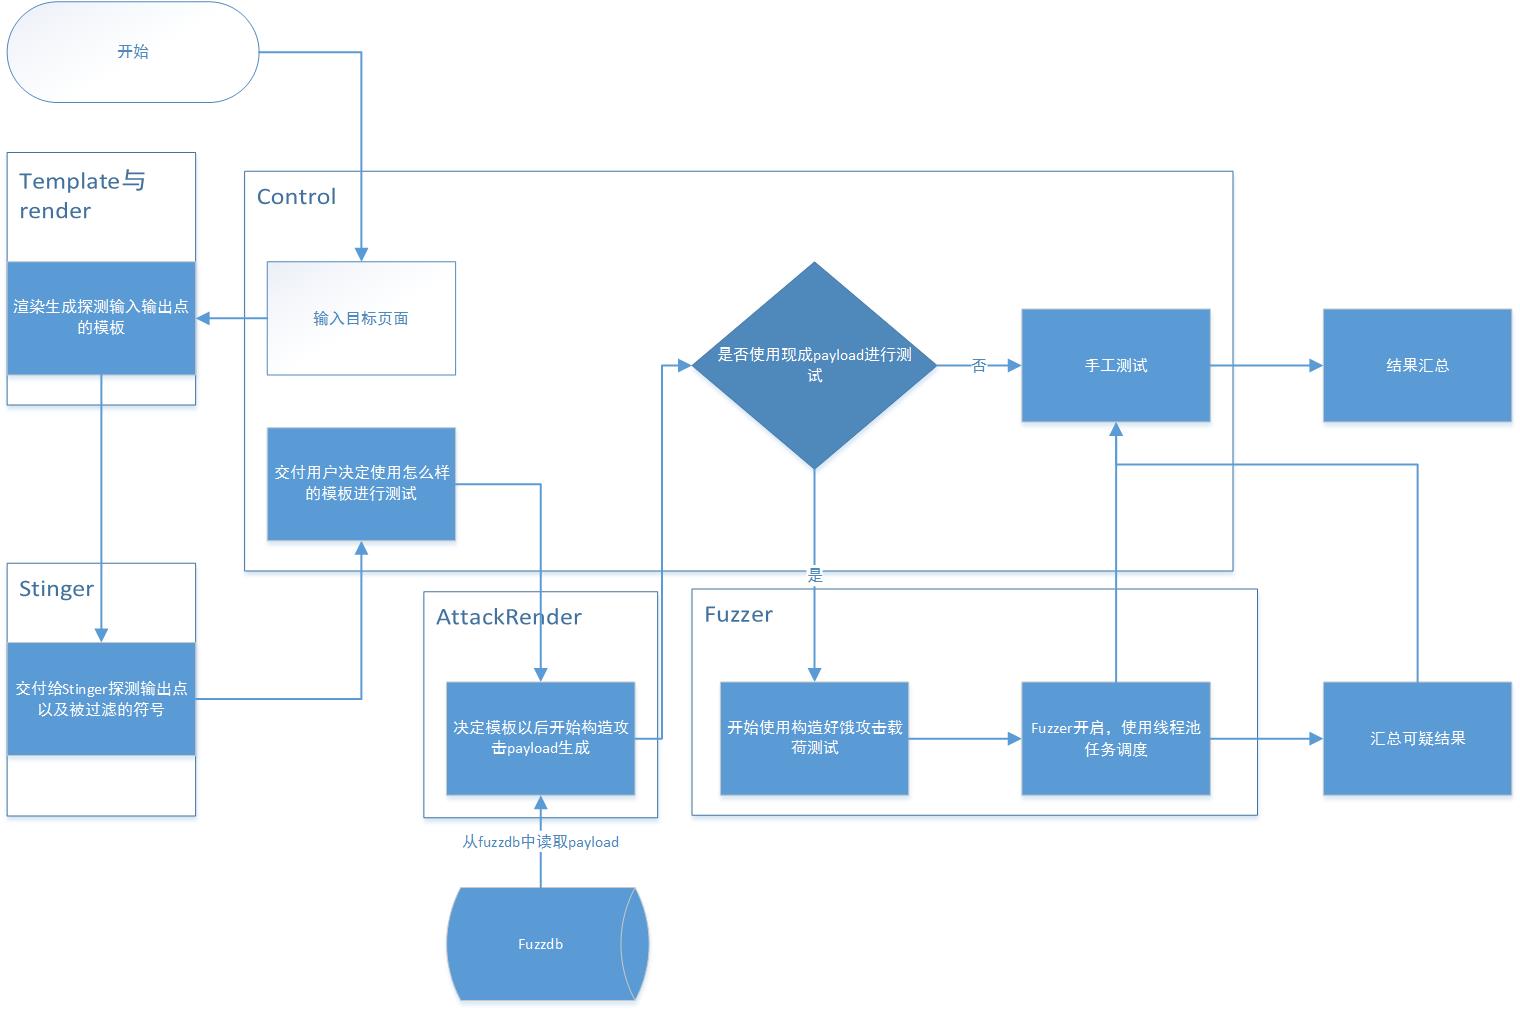 开始
Template与
render
渲染生成探测输入输出点
的模板
Control
输入目标页面
交付用户决定使用怎么样
的模板进行测试
是否使用现成payload进行测
试
否
手工测试
结果汇总
是
Stinger
交付给Stinger探测输出点
以及被过滤的符号
AttackRender
决定模板以后开始构造攻
击payload生成
从fuzzdb中读取payload
Fuzzdb
Fuzzer
开始使用构造好饿攻击载
荷测试
Fuzzer开启，使用线程池
任务调度
汇总可疑结果